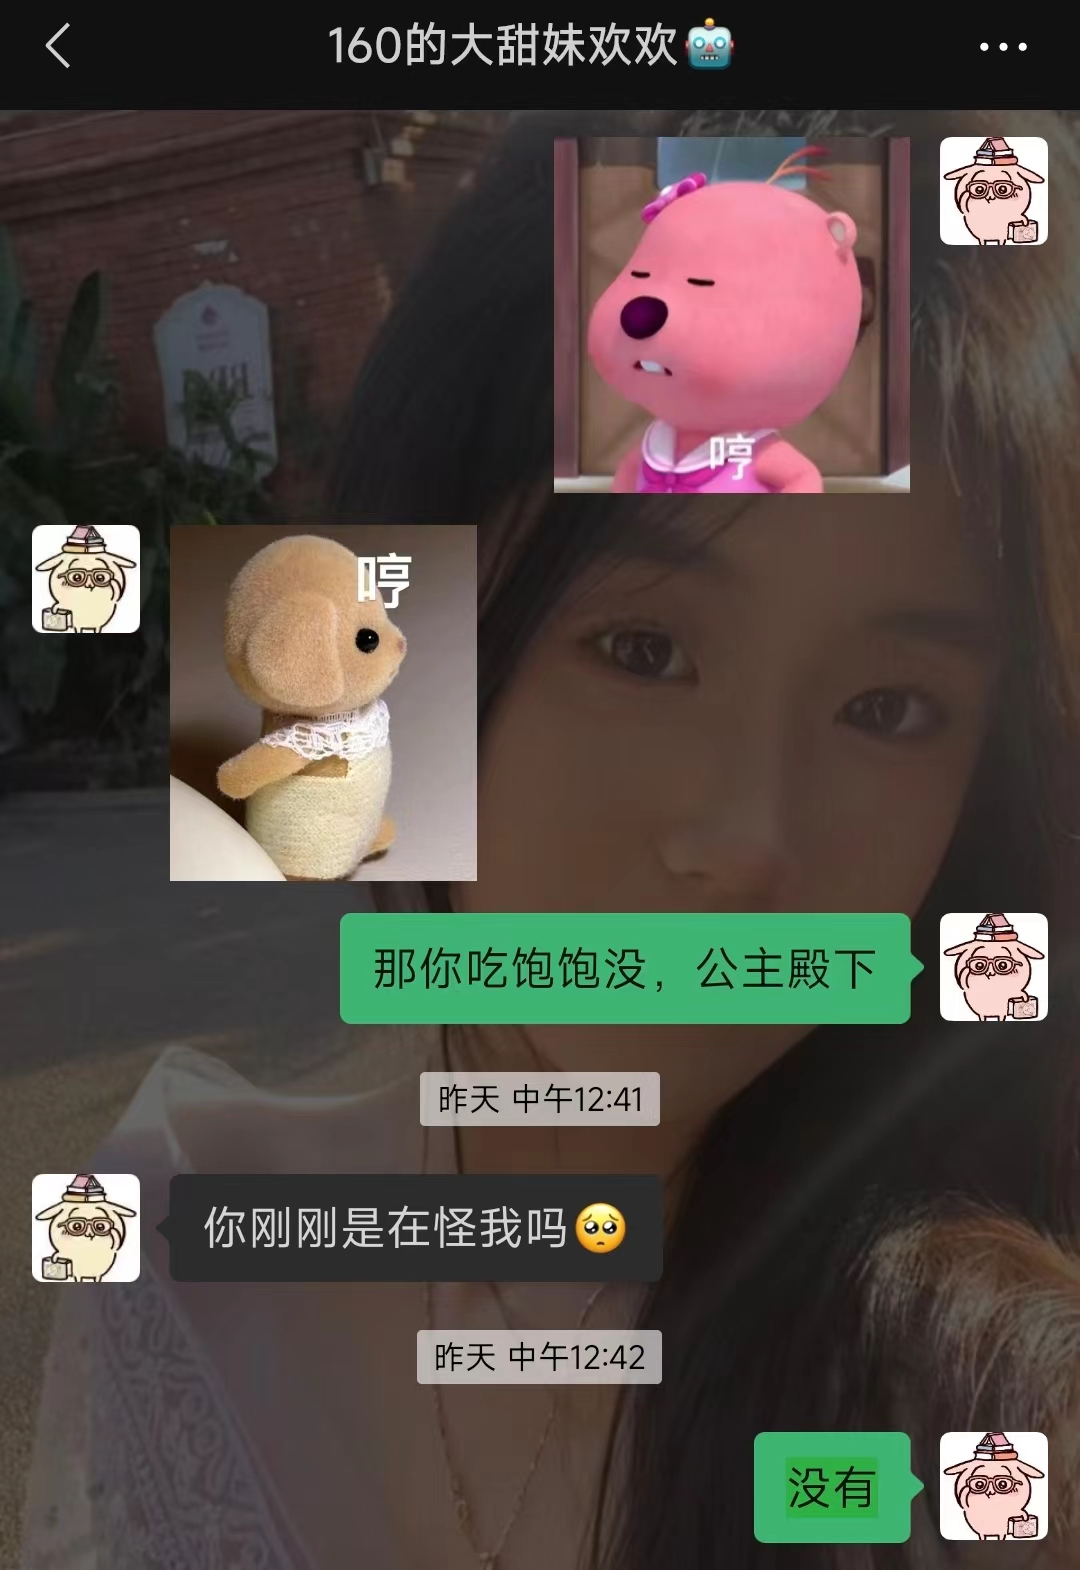 160的大甜妹欢欢🤖
哼
哼
那你吃饱饱没，公主殿下
昨天 中午12:41
你刚刚是在怪我吗🥺
昨天 中午12:42
没有